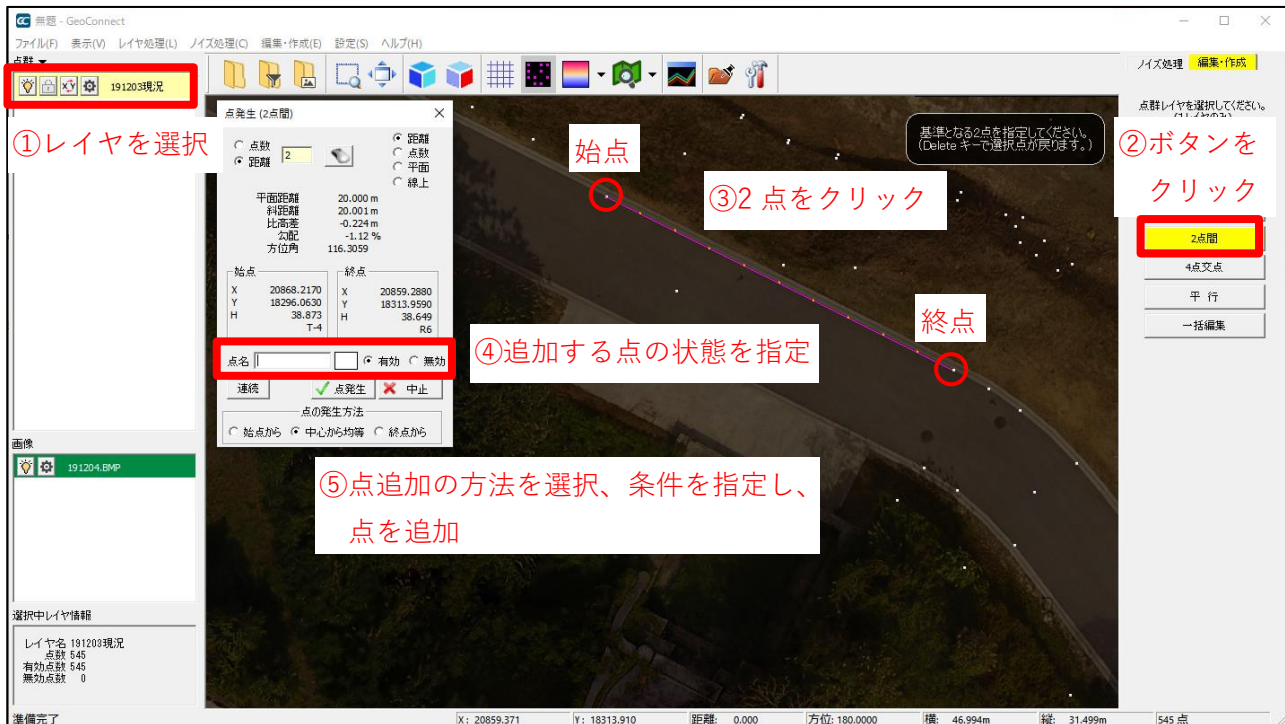 無題 - GeoConnect
ファイル(F) 表示(V) レイヤ処理(L) ノイズ処理(C) 編集・作成(E) 設定(S) ヘルプ(H)
点群
191203現況
①レイヤを選択
ノイズ処理 編集・作成
点群レイヤを選択してください。
(1レイヤのみ)
②ボタンを
クリック
2点間
4点交点
平 行
一括編集
点発生 (2点間)
点数
距離 2
距離
点数
平面
線上
平面距離 20.000 m
斜距離 20.001 m
比高差 -0.224 m
勾配 -1.12 %
方位角 116.3059
始点
X 20868.2170
Y 18296.0630
H 38.873
T-4
終点
X 20859.2880
Y 18313.9590
H 38.649
R6
点名 有効 無効
連続 点発生 中止
点の発生方法
始点から 中心から均等 終点から
基準となる2点を指定してください。
(Delete キーで選択点が戻ります。)
始点
③2 点をクリック
終点
④追加する点の状態を指定
⑤点追加の方法を選択、条件を指定し、
点を追加
画像
191204.BMP
選択中レイヤ情報
レイヤ名 191203現況
点数 545
有効点数 545
無効点数 0
準備完了 X: 20859.371 Y: 18313.910 距離: 0.000 方位: 180.0000 横: 46.994m 縦: 31.499m 545 点